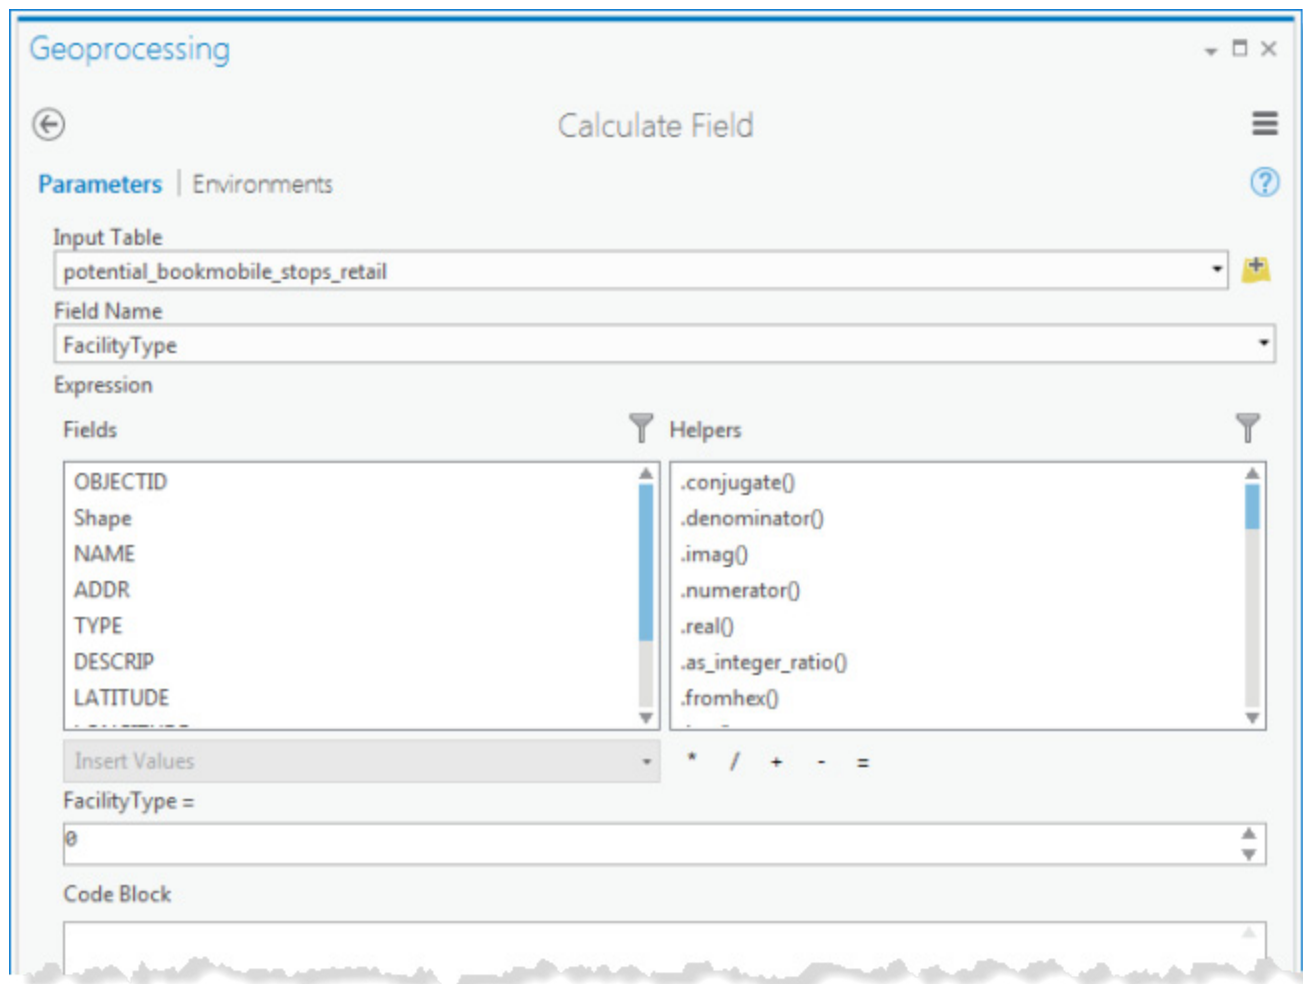 Geoprocessing
Calculate Field
Parameters | Environments
Input Table
potential_bookmobile_stops_retail
Field Name
FacilityType
Expression
Fields
Helpers
OBJECTID
Shape
NAME
ADDR
TYPE
DESCRIP
LATITUDE
.conjugate()
.denominator()
.imag()
.numerator()
.real()
.as_integer_ratio()
.fromhex()
Insert Values
* / + - =
FacilityType =
0
Code Block